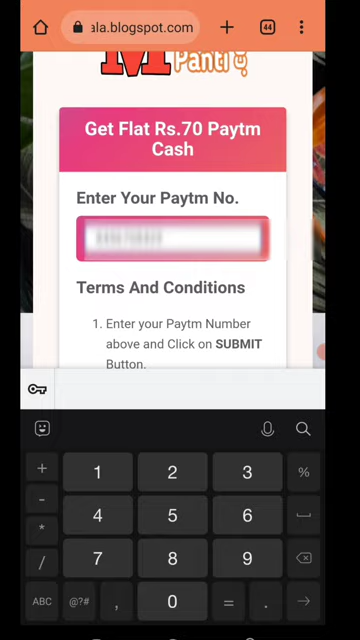 ala.blogspot.com
44
Get Flat Rs.70 Paytm
Cash
Enter Your Paytm No.
Terms And Conditions
1. Enter your Paytm Number
above and Click on SUBMIT
Button.
+ 1 2 3 %
- 4 5 6
*
/ 7 8 9
ABC @?# , 0 = .